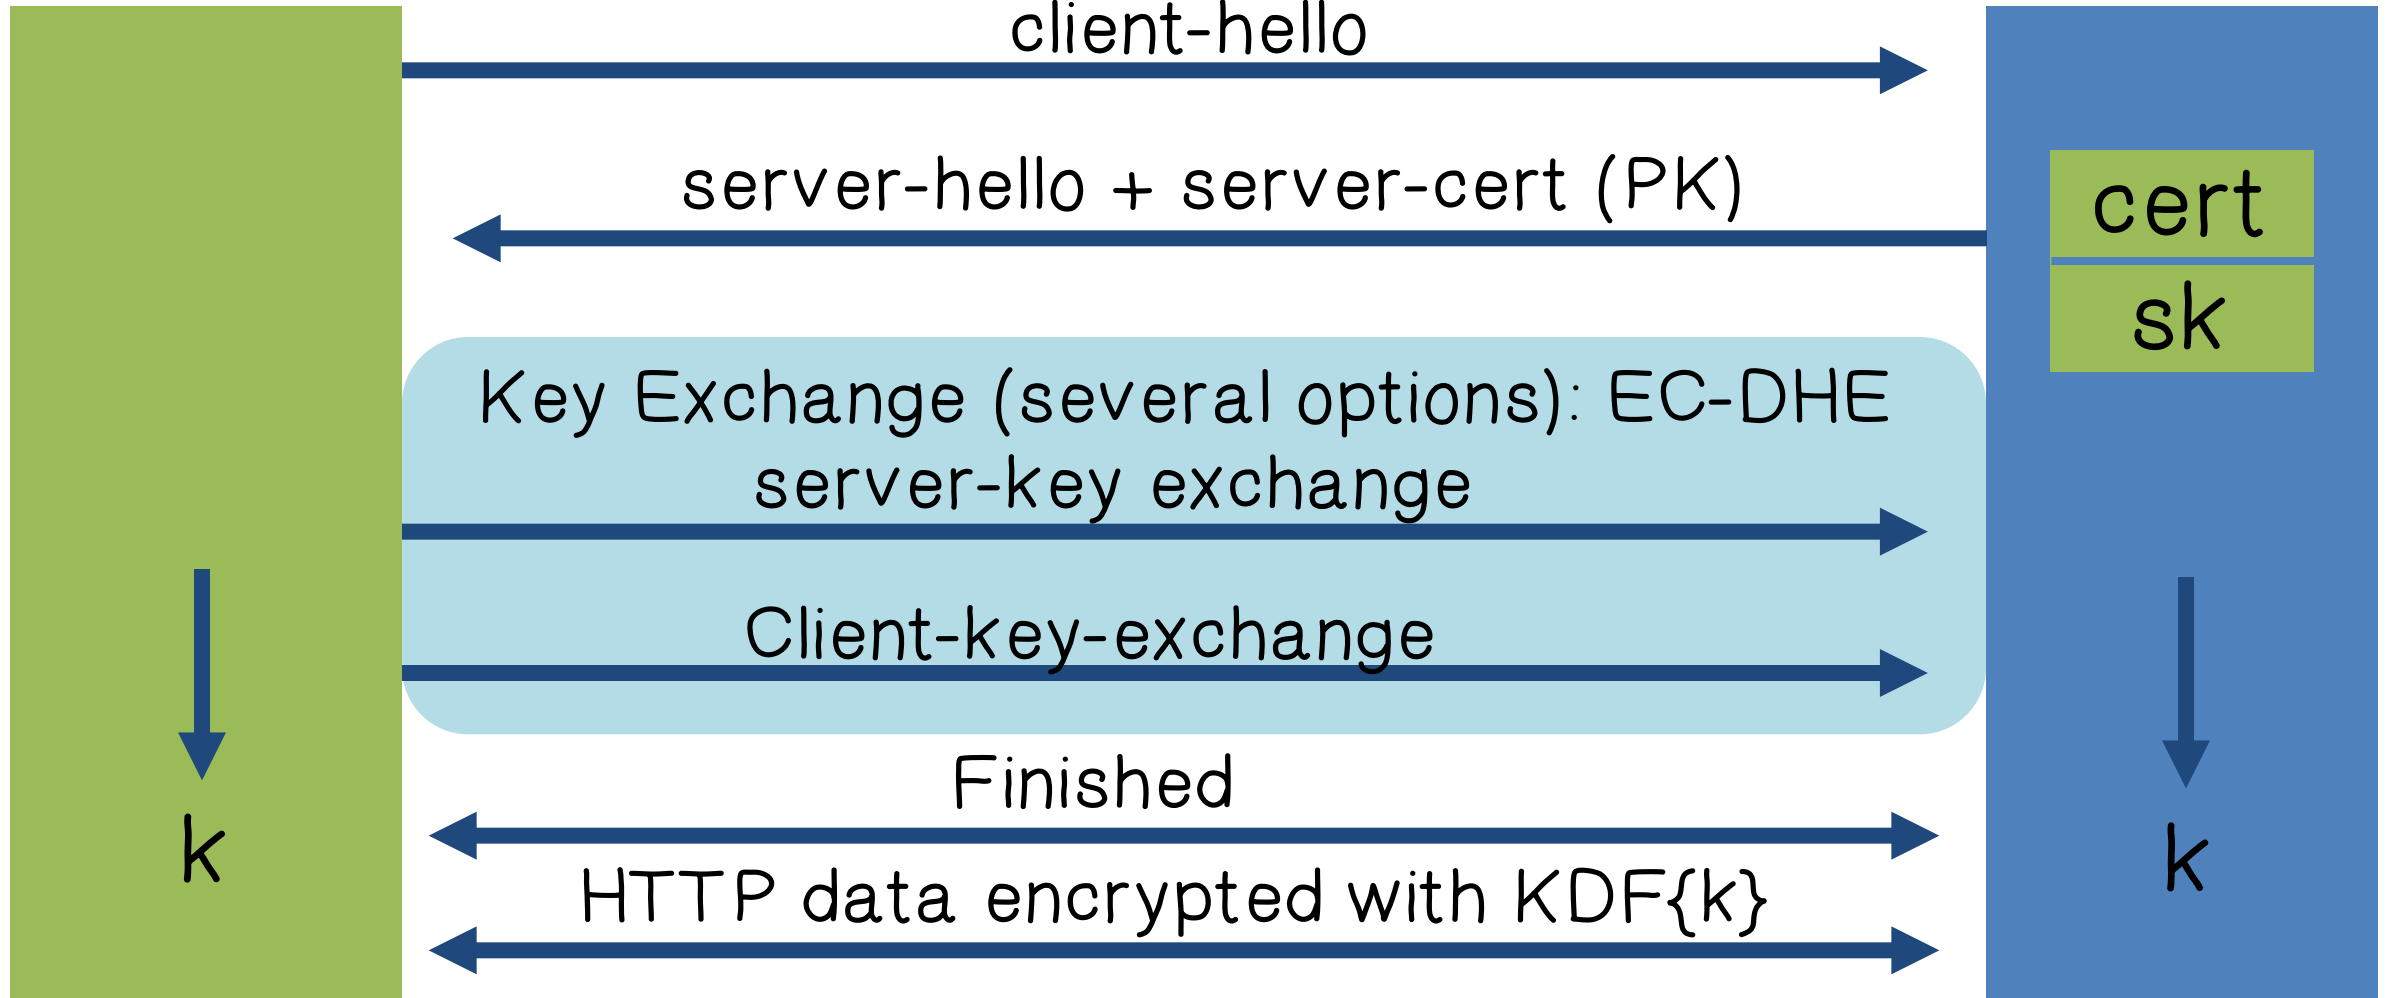 client-hello
server-hello + server-cert (PK)
cert
sk
Key Exchange (several options): EC-DHE
server-key exchange
Client-key-exchange
Finished
k
k
HTTP data encrypted with KDF{k}